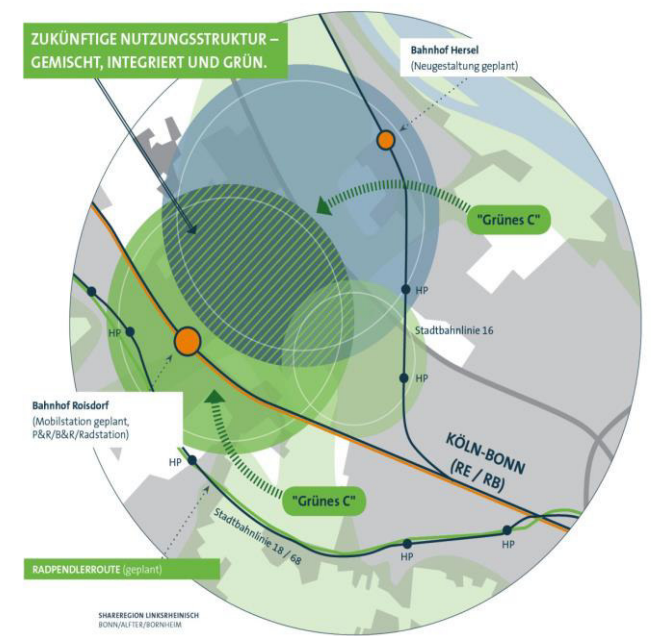 ZUKÜNFTIGE NUTZUNGSSTRUKTUR –
GEMISCHT, INTEGRIERT UND GRÜN.
Bahnhof Hersel
(Neugestaltung geplant)
"Grünes C"
HP
Stadtbahnlinie 16
HP
HP
Bahnhof Roisdorf
(Mobilstation geplant,
P&R/B&R/Radstation)
KÖLN-BONN
(RE / RB)
HP
"Grünes C"
Stadtbahnlinie 18 / 68
HP
HP
RADPENDLERROUTE (geplant)
SHAREREGION LINKSRHEINISCH
BONN/ALFTER/BORNHEIM